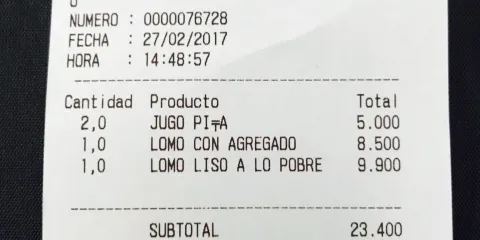 NUMERO : 0000076728
FECHA : 27/02/2017
HORA : 14:48:57
Cantidad Producto Total
2,0 JUGO PI╤A 5.000
1,0 LOMO CON AGREGADO 8.500
1,0 LOMO LISO A LO POBRE 9.900
SUBTOTAL 23.400